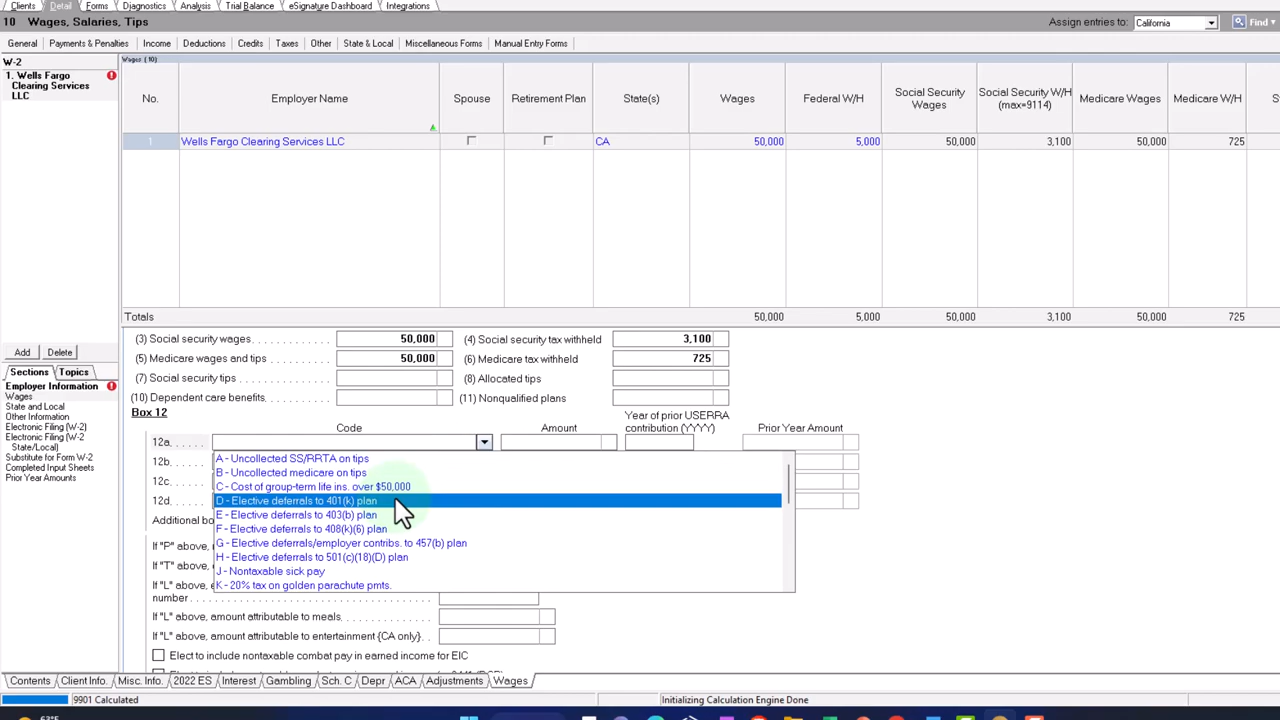 Clients Detail Forms Diagnostics Analysis Trial Balance eSignature Dashboard Integrations
10 Wages, Salaries, Tips Assign entries to: California Find
General Payments & Penalties Income Deductions Credits Taxes Other State & Local Miscellaneous Forms Manual Entry Forms
W-2
1. Wells Fargo
Clearing Services
LLC
Wages (10)
No. Employer Name Spouse Retirement Plan State(s) Wages Federal W/H Social Security Wages Social Security W/H (max=9114) Medicare Wages Medicare W/H
1 Wells Fargo Clearing Services LLC CA 50,000 5,000 50,000 3,100 50,000 725
Totals 50,000 5,000 50,000 3,100 50,000 725
Add Delete
Sections Topics
Employer Information
Wages
State and Local
Other Information
Electronic Filing (W-2)
Electronic Filing (W-2
State/Local)
Substitute for Form W-2
Completed Input Sheets
Prior Year Amounts
(3) Social security wages 50,000 (4) Social security tax withheld 3,100
(5) Medicare wages and tips 50,000 (6) Medicare tax withheld 725
(7) Social security tips (8) Allocated tips
(10) Dependent care benefits (11) Nonqualified plans
Box 12
Code Amount Year of prior USERRA contribution (YYYY) Prior Year Amount
12a
12b
12c
12d
A - Uncollected SS/RRTA on tips
B - Uncollected medicare on tips
C - Cost of group-term life ins. over $50,000
D - Elective deferrals to 401(k) plan
E - Elective deferrals to 403(b) plan
F - Elective deferrals to 408(k)(6) plan
G - Elective deferrals/employer contribs. to 457(b) plan
H - Elective deferrals to 501(c)(18)(D) plan
J - Nontaxable sick pay
K - 20% tax on golden parachute pmts.
Additional
If "P"
If "T"
If "L" above,
number
If "L" above, amount attributable to meals
If "L" above, amount attributable to entertainment {CA only}
Elect to include nontaxable combat pay in earned income for EIC
Contents Client Info. Misc. Info. 2022 ES Interest Gambling Sch. C Depr ACA Adjustments Wages
9901 Calculated Initializing Calculation Engine Done